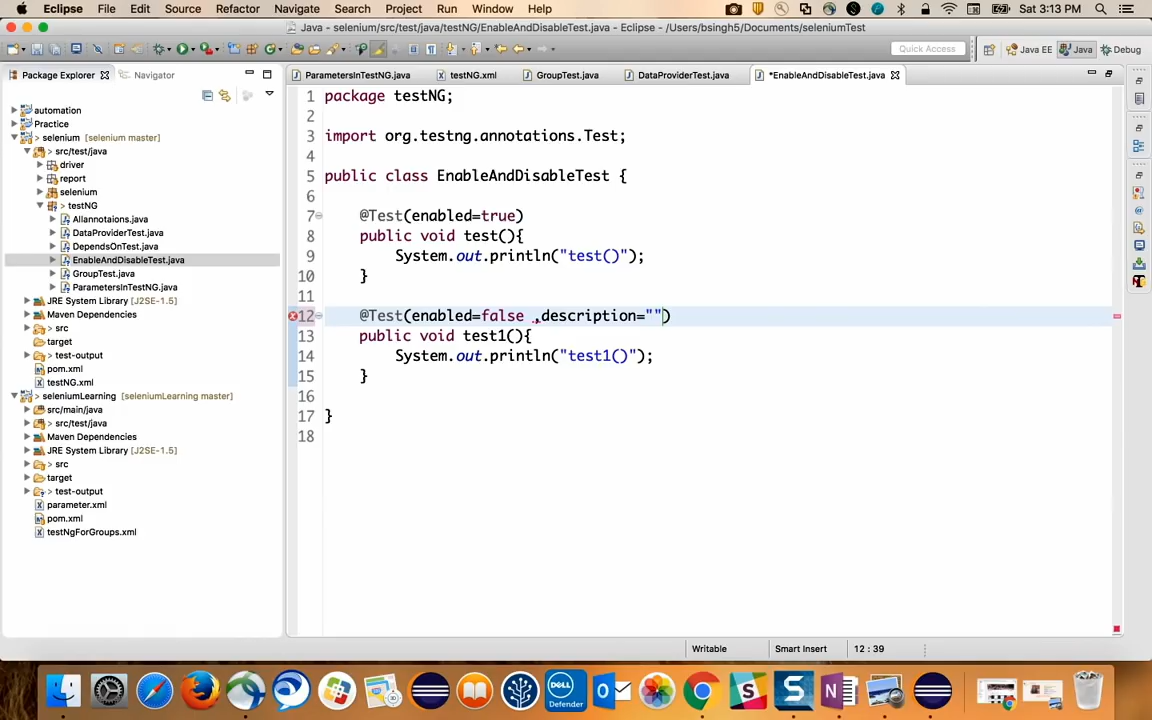 Eclipse File Edit Source Refactor Navigate Search Project Run Window Help Sat 3:13 PM
Java - selenium/src/test/java/testNG/EnableAndDisableTest.java - Eclipse - /Users/bsingh5/Documents/seleniumTest
Quick Access Java EE Java Debug
Package Explorer Navigator ParametersInTestNG.java testNG.xml GroupTest.java DataProviderTest.java *EnableAndDisableTest.java
automation
Practice
> selenium [selenium master]
> src/test/java
driver
report
> selenium
> testNG
Allannotaions.java
DataProviderTest.java
DependsOnTest.java
EnableAndDisableTest.java
GroupTest.java
ParametersInTestNG.java
JRE System Library [J2SE-1.5]
Maven Dependencies
> src
target
> test-output
pom.xml
testNG.xml
> seleniumLearning [seleniumLearning master]
> src/main/java
> src/test/java
Maven Dependencies
JRE System Library [J2SE-1.5]
> src
target
> test-output
parameter.xml
pom.xml
testNgForGroups.xml
1 package testNG;
2
3 import org.testng.annotations.Test;
4
5 public class EnableAndDisableTest {
6
7 @Test(enabled=true)
8 public void test(){
9 System.out.println("test()");
10 }
11
12 @Test(enabled=false ,description="")
13 public void test1(){
14 System.out.println("test1()");
15 }
16
17 }
18
Writable Smart Insert 12 : 39
DELL
Defender